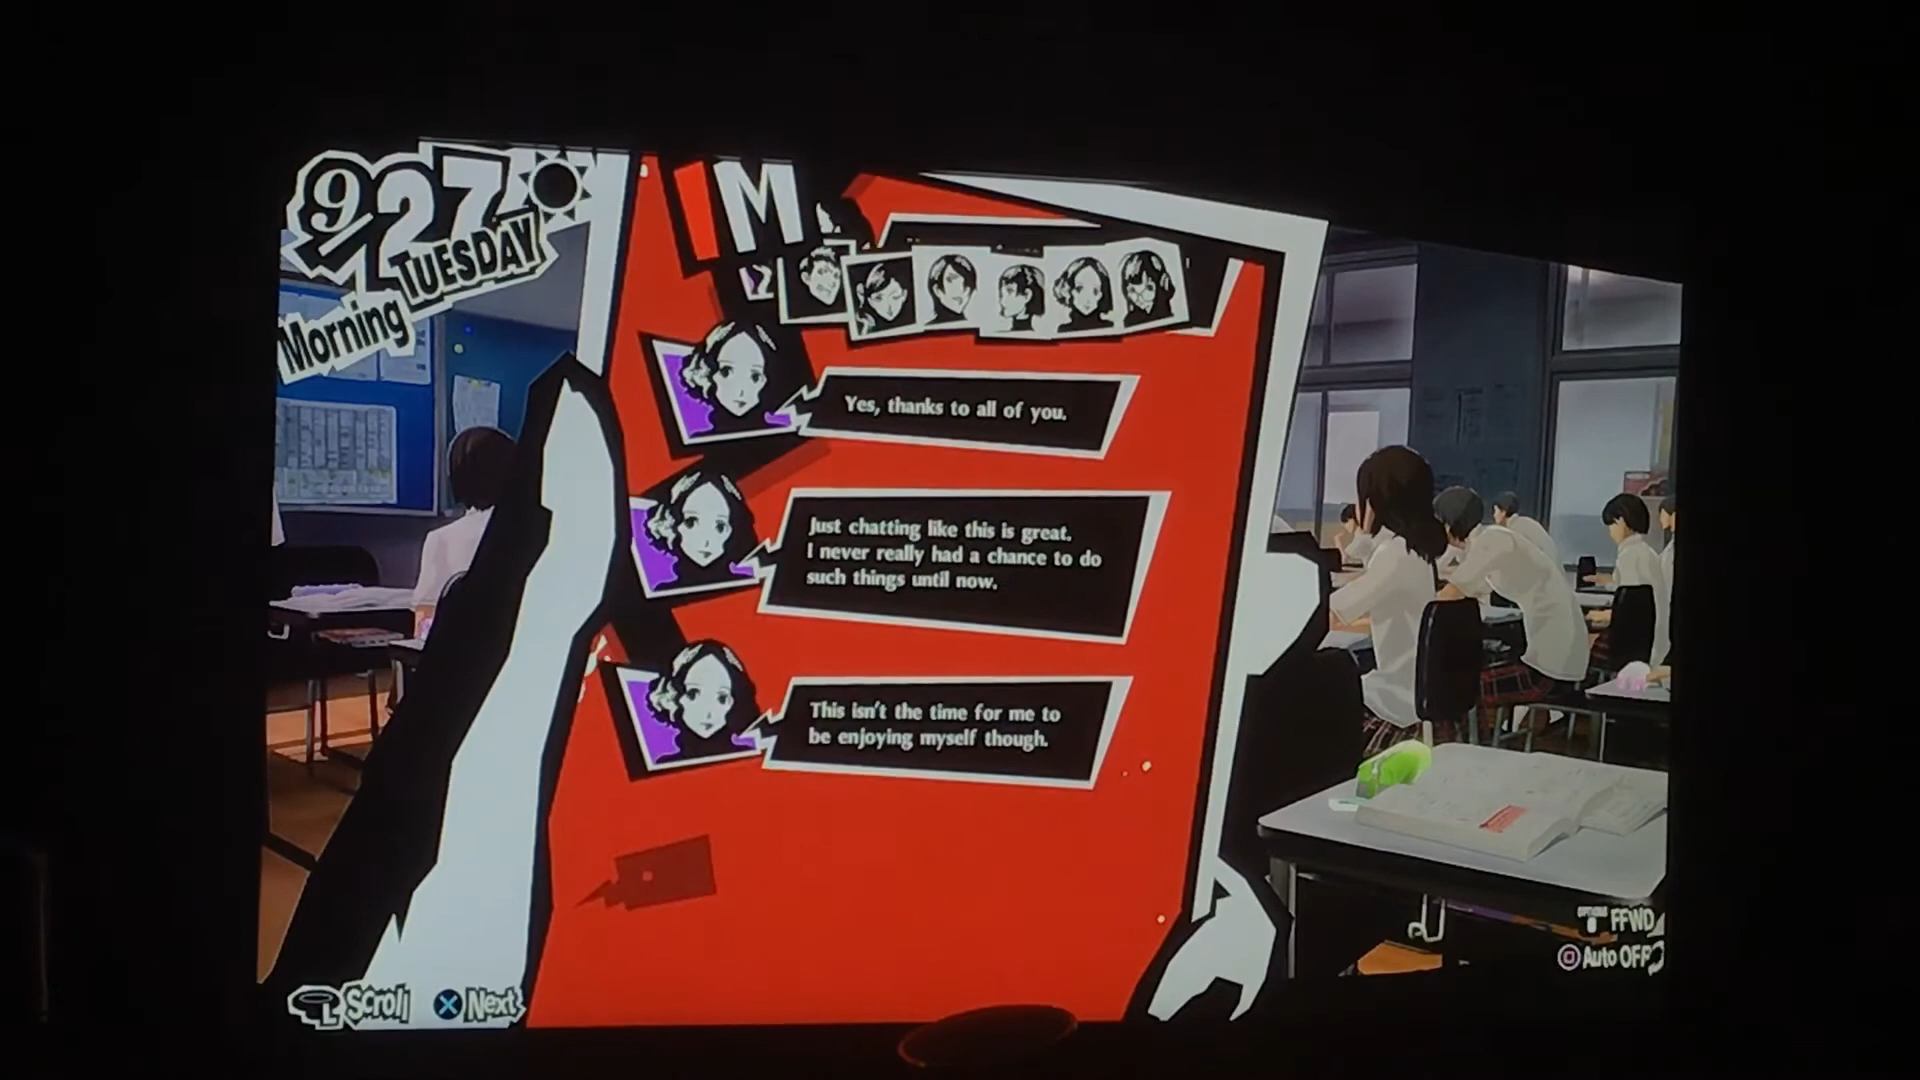 9/27
TUESDAY
Morning
IM
Yes, thanks to all of you.
Just chatting like this is great.
I never really had a chance to do
such things until now.
This isn't the time for me to
be enjoying myself though.
OPTIONS FFWD
Auto OFF
L Scroll
Next